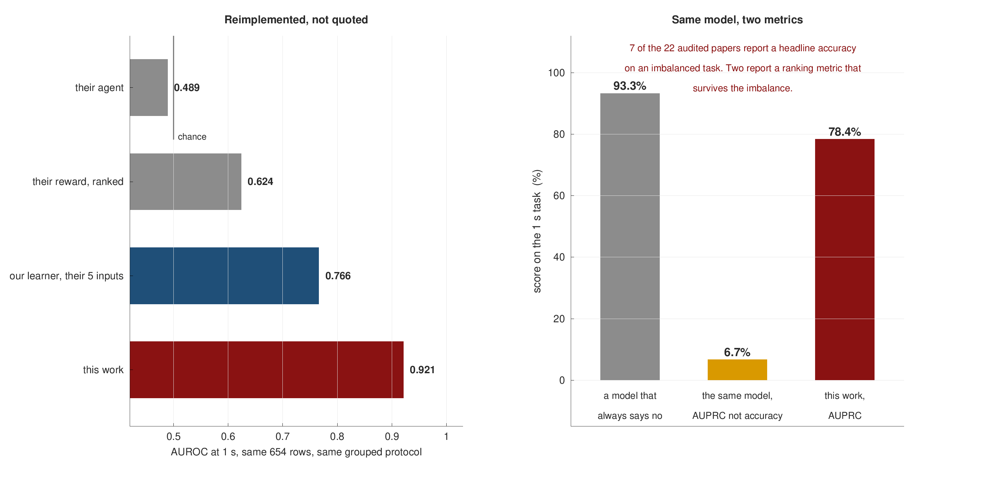 Reimplemented, not quoted
their agent
0.489
chance
their reward, ranked
0.624
our learner, their 5 inputs
0.766
this work
0.921
0.5 0.6 0.7 0.8 0.9 1
AUROC at 1 s, same 654 rows, same grouped protocol
Same model, two metrics
7 of the 22 audited papers report a headline accuracy
on an imbalanced task. Two report a ranking metric that
survives the imbalance.
score on the 1 s task (%)
100
80
60
40
20
0
93.3%
6.7%
78.4%
a model that
always says no
the same model,
AUPRC not accuracy
this work,
AUPRC